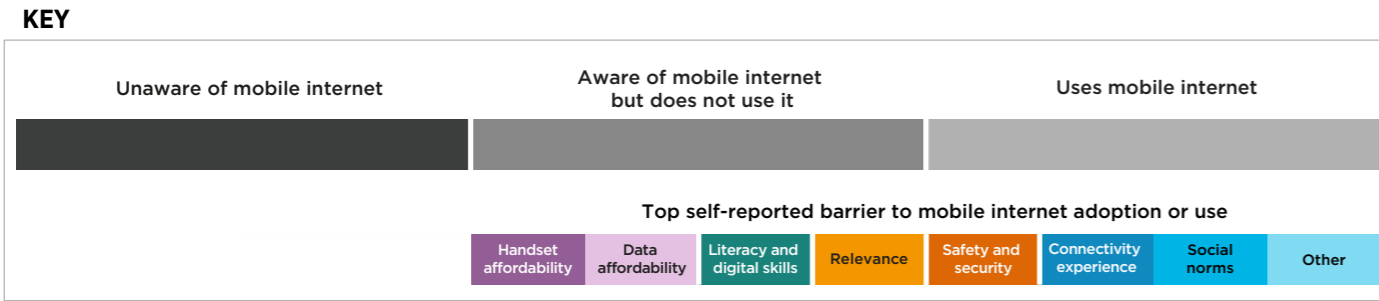 KEY
Unaware of mobile internet
Aware of mobile internet
but does not use it
Uses mobile internet
Top self-reported barrier to mobile internet adoption or use
Handset
affordability
Data
affordability
Literacy and
digital skills
Relevance
Safety and
security
Connectivity
experience
Social
norms
Other